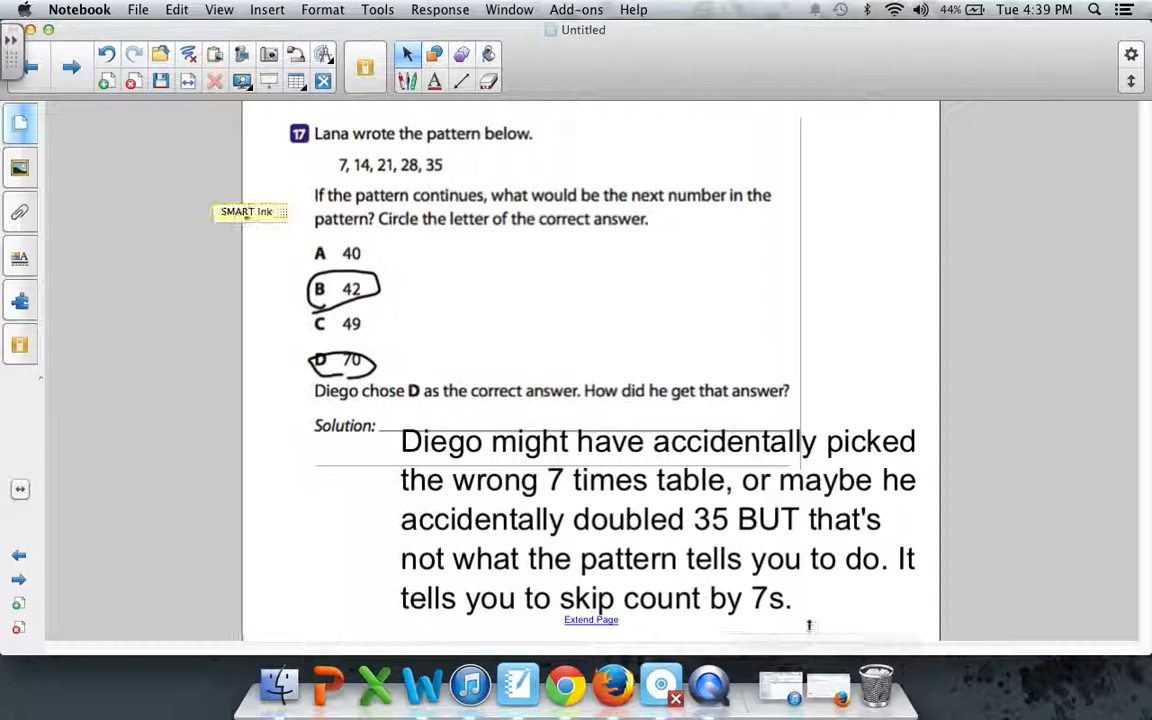 Notebook File Edit View Insert Format Tools Response Window Add-ons Help 44% Tue 4:39 PM
Untitled
17 Lana wrote the pattern below.
7, 14, 21, 28, 35
If the pattern continues, what would be the next number in the
SMART Ink
pattern? Circle the letter of the correct answer.
A 40
B 42
C 49
D 70
Diego chose D as the correct answer. How did he get that answer?
Solution:
Diego might have accidentally picked
the wrong 7 times table, or maybe he
accidentally doubled 35 BUT that's
not what the pattern tells you to do. It
tells you to skip count by 7s.
Extend Page